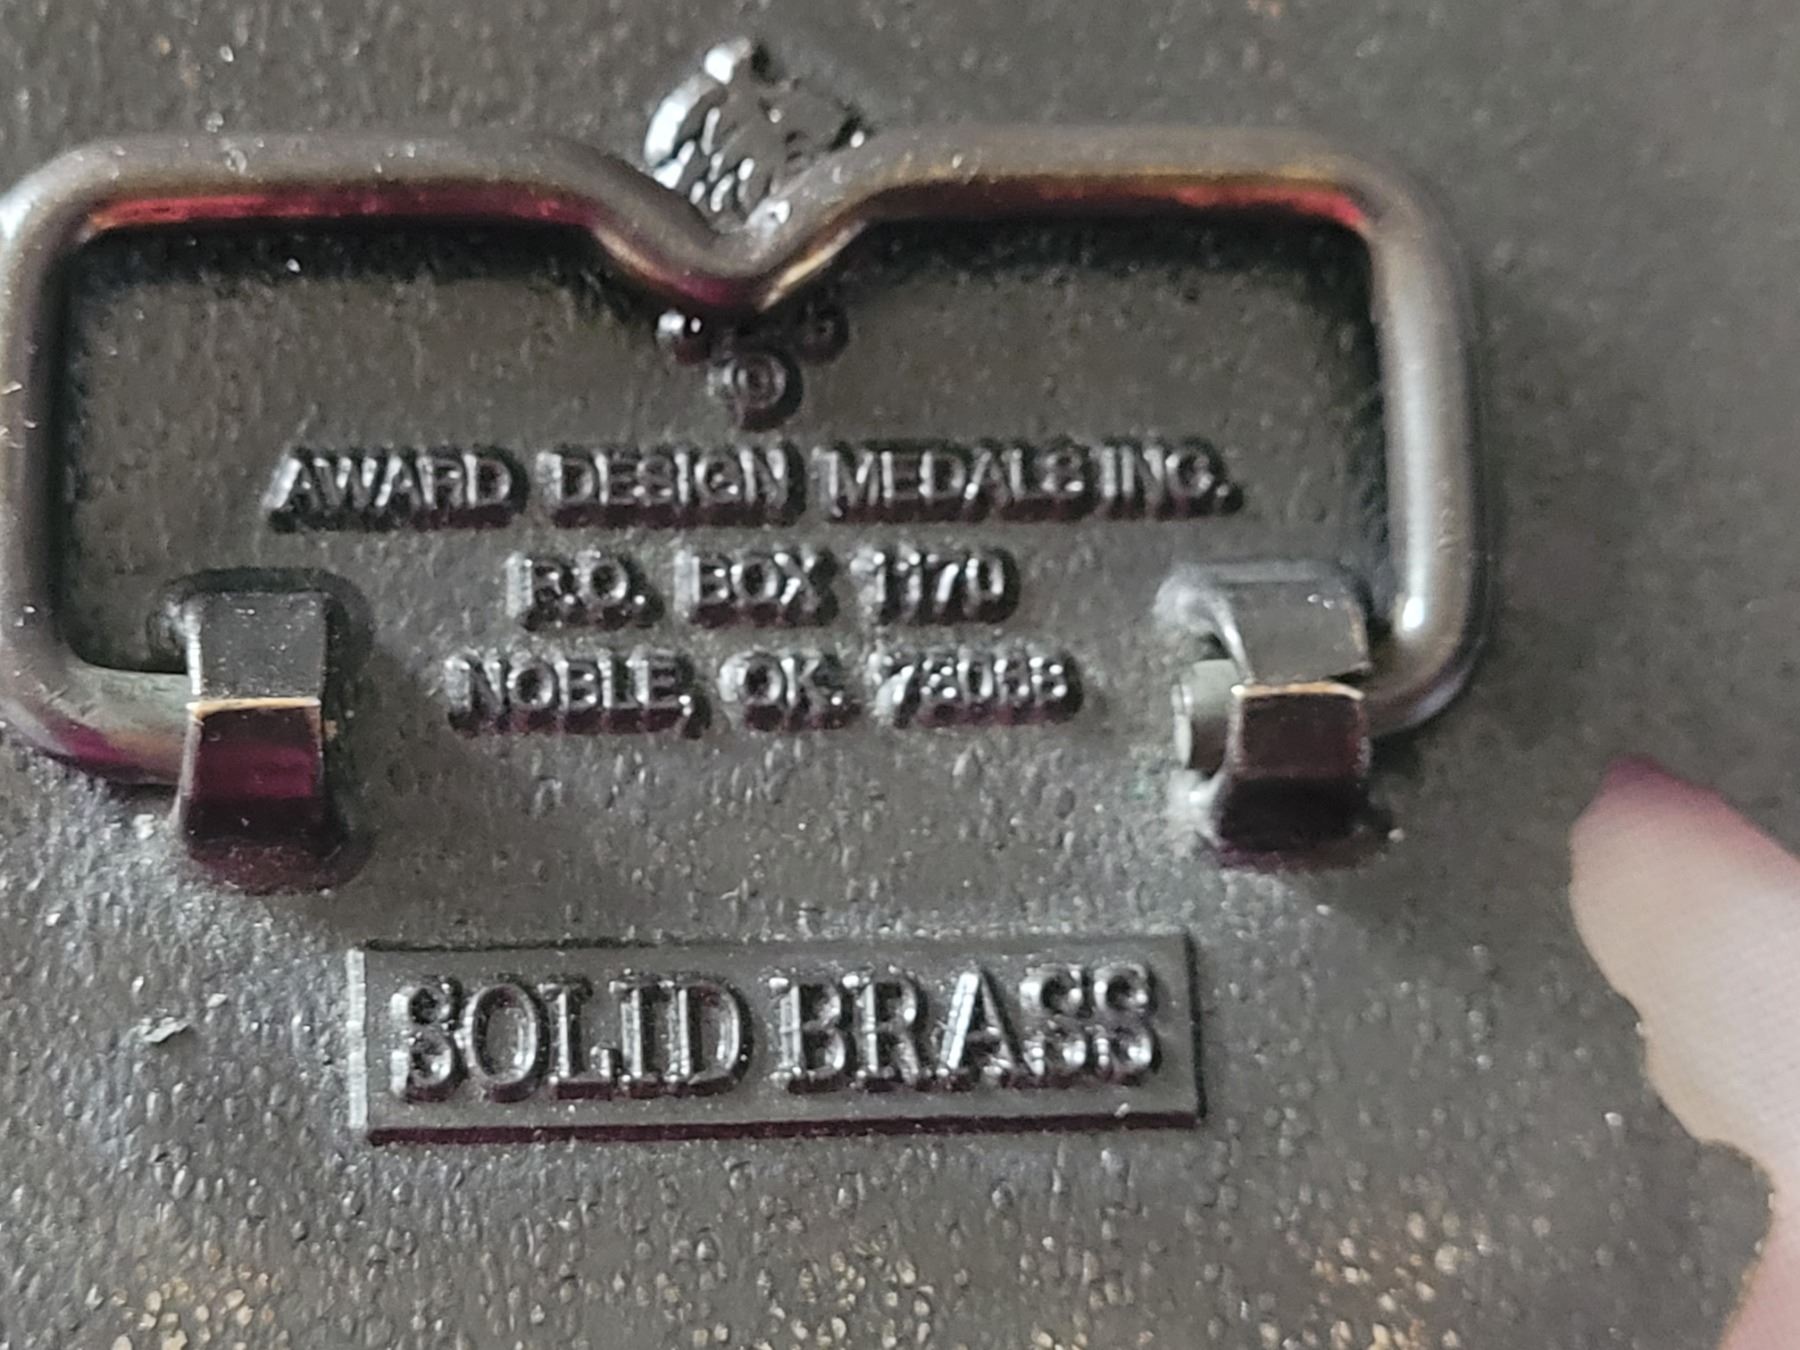 ©
AWARD DESIGN MEDALS INC.
P.O. BOX 1170
NOBLE, OK. 73068
SOLID BRASS